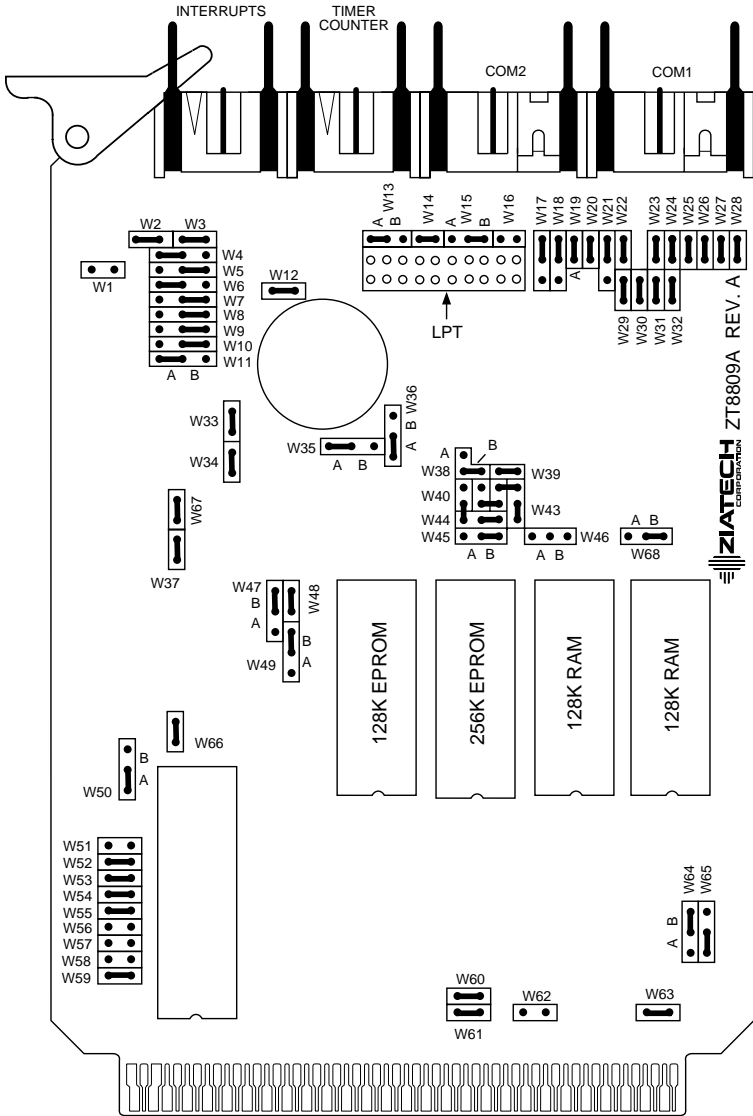 INTERRUPTS
TIMER
COUNTER
COM2
COM1
W13
A
B
W14
W15
A
B
W16
W17
W18
W19
A
W20
W21
W22
W23
W24
W25
W26
W27
W28
W2
W3
W4
W5
W6
W7
W8
W9
W10
W11
A B
W1
W12
LPT
W29
W30
W31
W32
ZT8809A REV. A
ZIATECH
CORPORATION
W33
W34
W35
A B
W36
B
A
A
B
W38
W39
W40
W43
W44
W45
A B
W46
A B
A B
W68
W67
W37
W47
B
A
W48
W49
B
A
128K EPROM
256K EPROM
128K RAM
128K RAM
W66
W50
B
A
W51
W52
W53
W54
W55
W56
W57
W58
W59
W64
W65
B
A
W60
W61
W62
W63